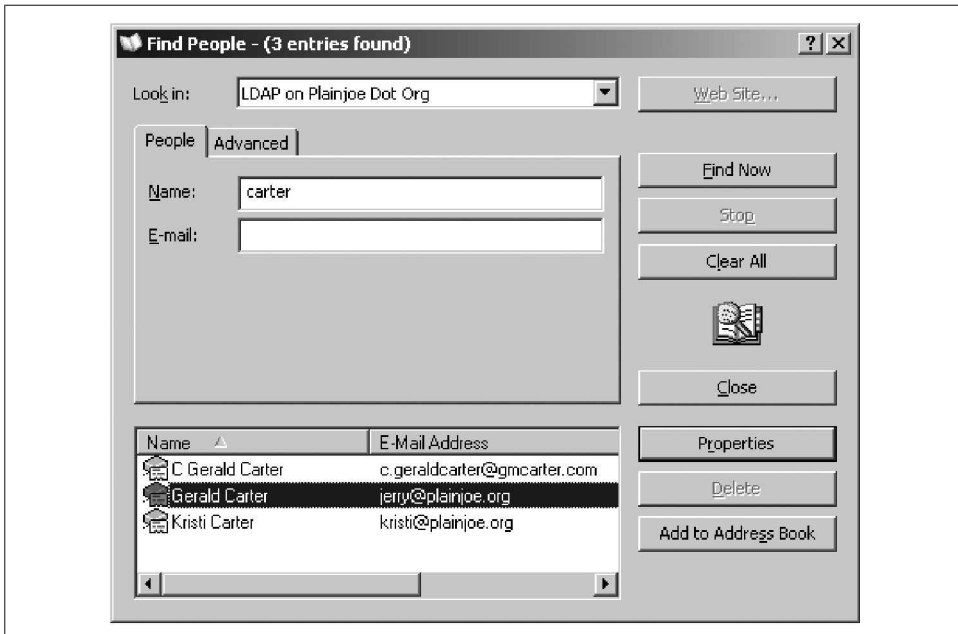 Find People - (3 entries found)
Look in:
LDAP on Plainjoe Dot Org
Web Site...
People
Advanced
Find Now
Name:
carter
Stop
E-mail:
Clear All
Close
Name
E-Mail Address
Properties
C Gerald Carter
c.geraldcarter@gmcarter.com
Gerald Carter
jerry@plainjoe.org
Delete
Kristi Carter
kristi@plainjoe.org
Add to Address Book